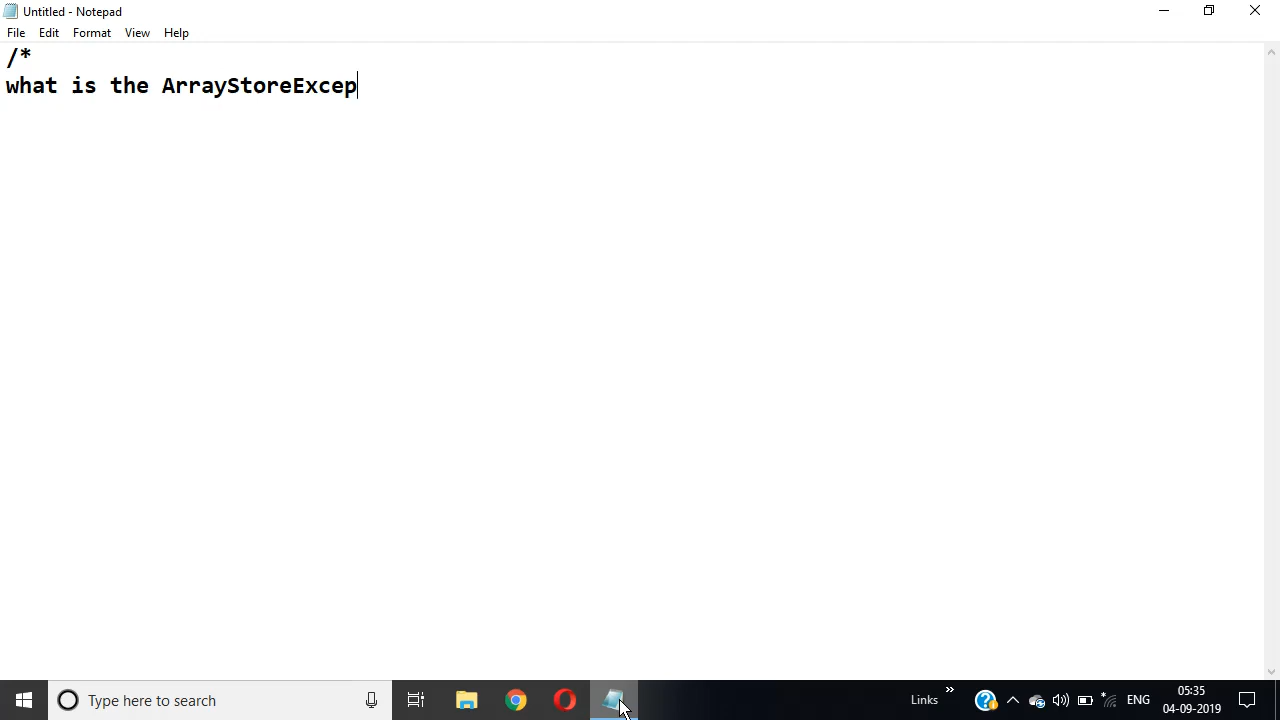 Untitled - Notepad
File Edit Format View Help
/*
what is the ArrayStoreExcep
Type here to search
Links » ENG 05:35
04-09-2019